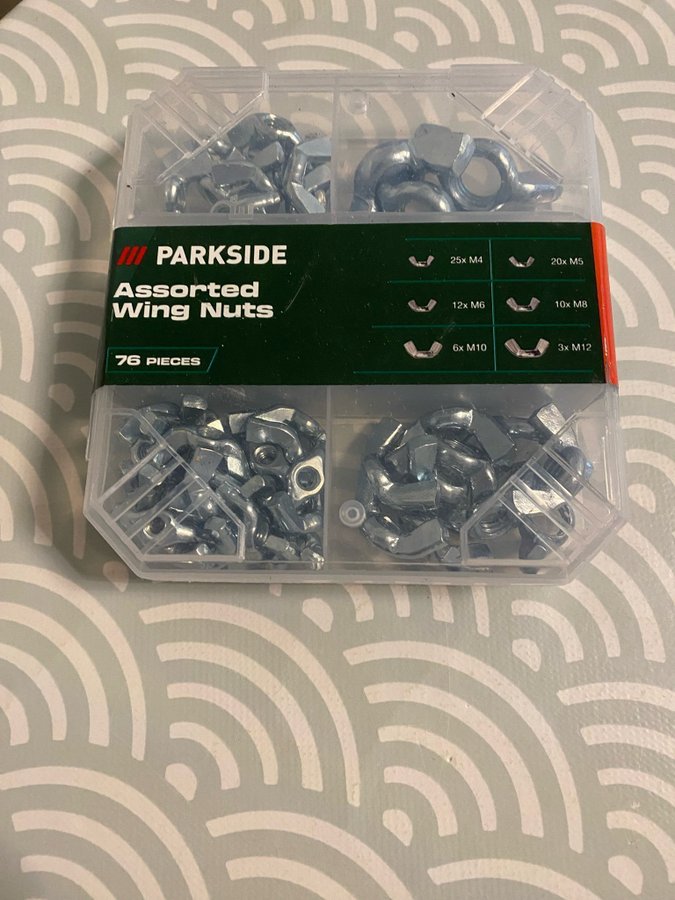 PARKSIDE
Assorted
Wing Nuts
76 PIECES
25x M4
20x M5
12x M6
10x M8
6x M10
3x M12